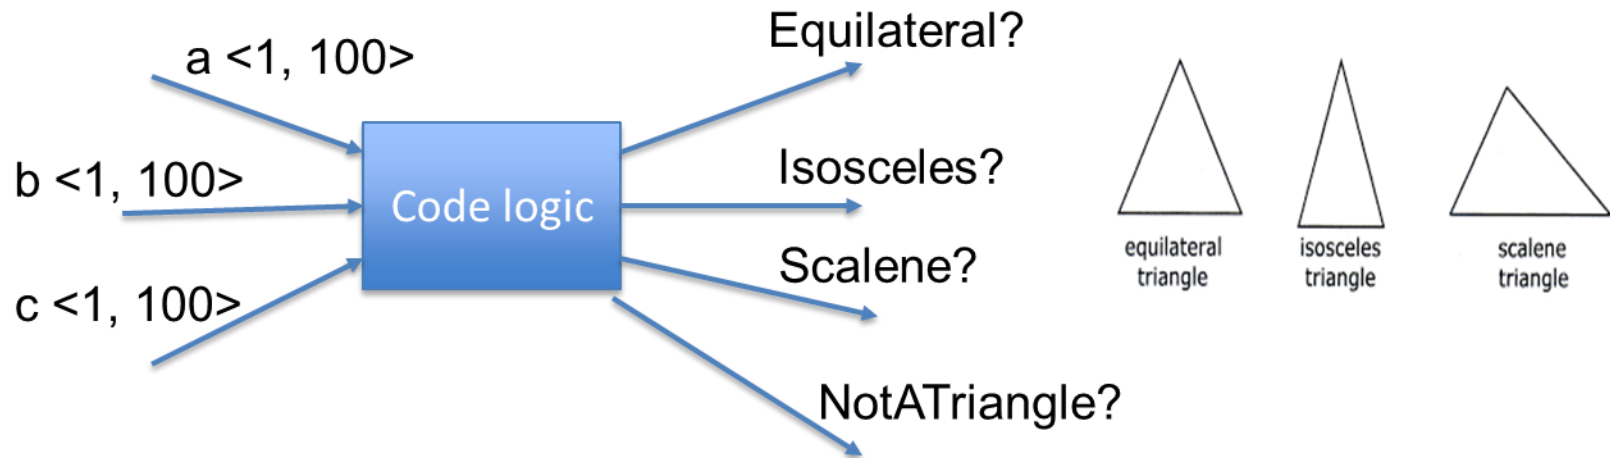 a <1, 100>
b <1, 100>
c <1, 100>
Code logic
Equilateral?
Isosceles?
Scalene?
NotATriangle?
equilateral
triangle
isosceles
triangle
scalene
triangle